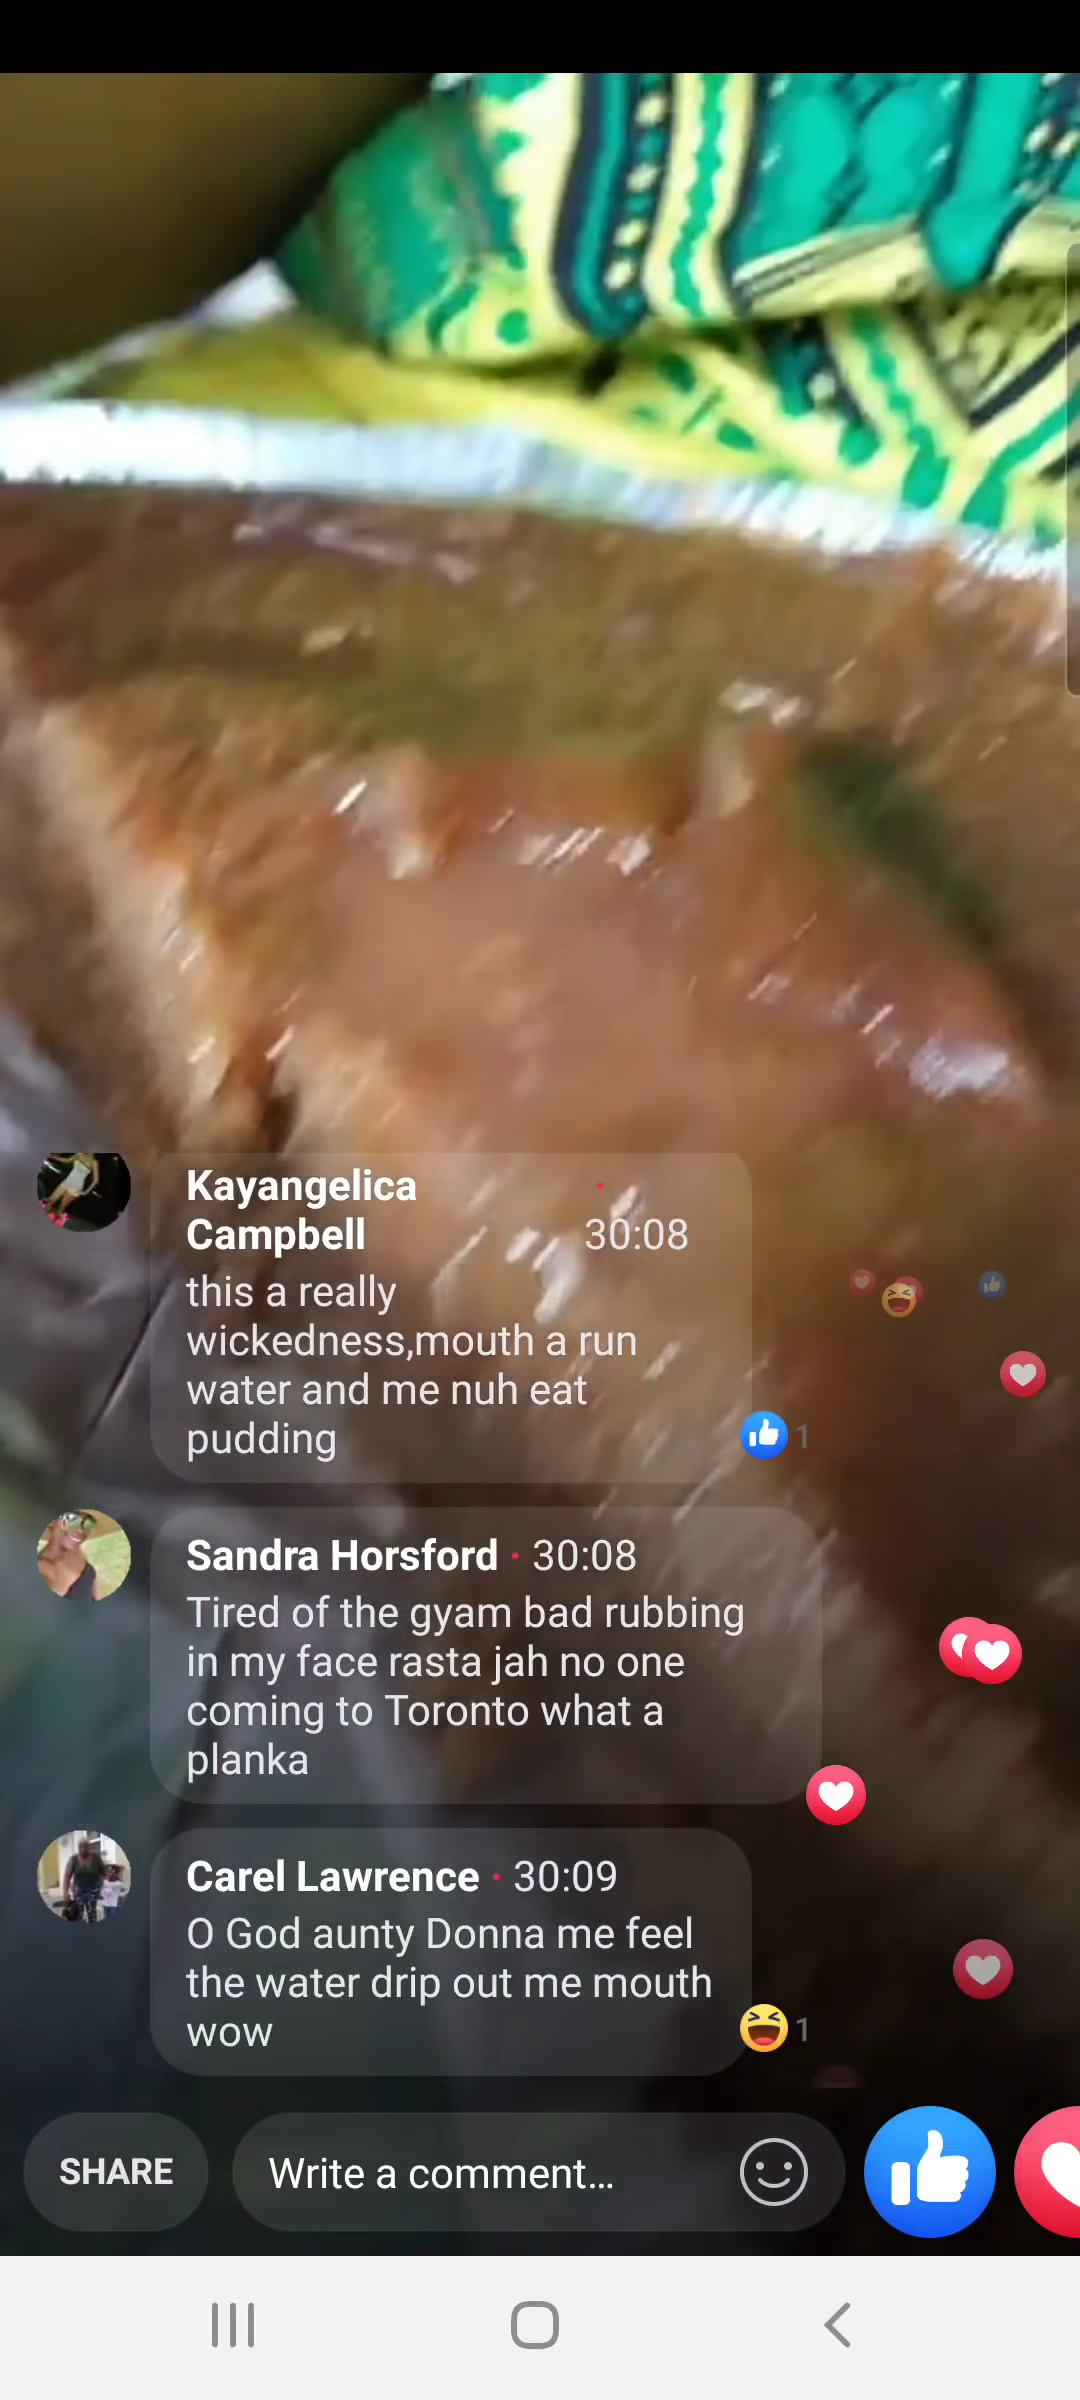 Kayangelica
Campbell · 30:08
this a really
wickedness,mouth a run
water and me nuh eat
pudding
1
Sandra Horsford · 30:08
Tired of the gyam bad rubbing
in my face rasta jah no one
coming to Toronto what a
planka
Carel Lawrence · 30:09
O God aunty Donna me feel
the water drip out me mouth
wow
1
SHARE
Write a comment...